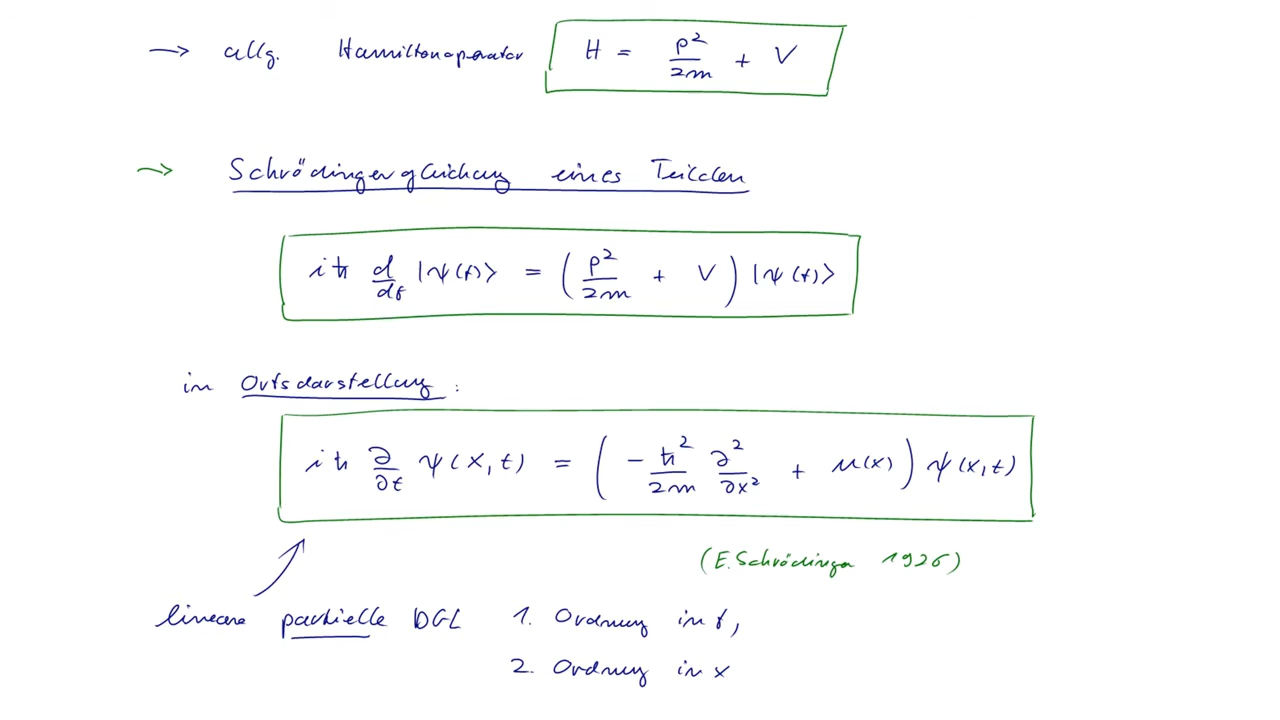 → allg. Hamiltonoperator H = p²/2m + V
→ Schrödingergleichung eines Teilchen
iħ d/dt |ψ(t)⟩ = (p²/2m + V) |ψ(t)⟩
in Ortsdarstellung:
iħ ∂/∂t ψ(x,t) = (-ħ²/2m ∂²/∂x² + u(x)) ψ(x,t)
(E. Schrödinger 1926)
lineare partielle DGL 1. Ordnung in t,
2. Ordnung in x